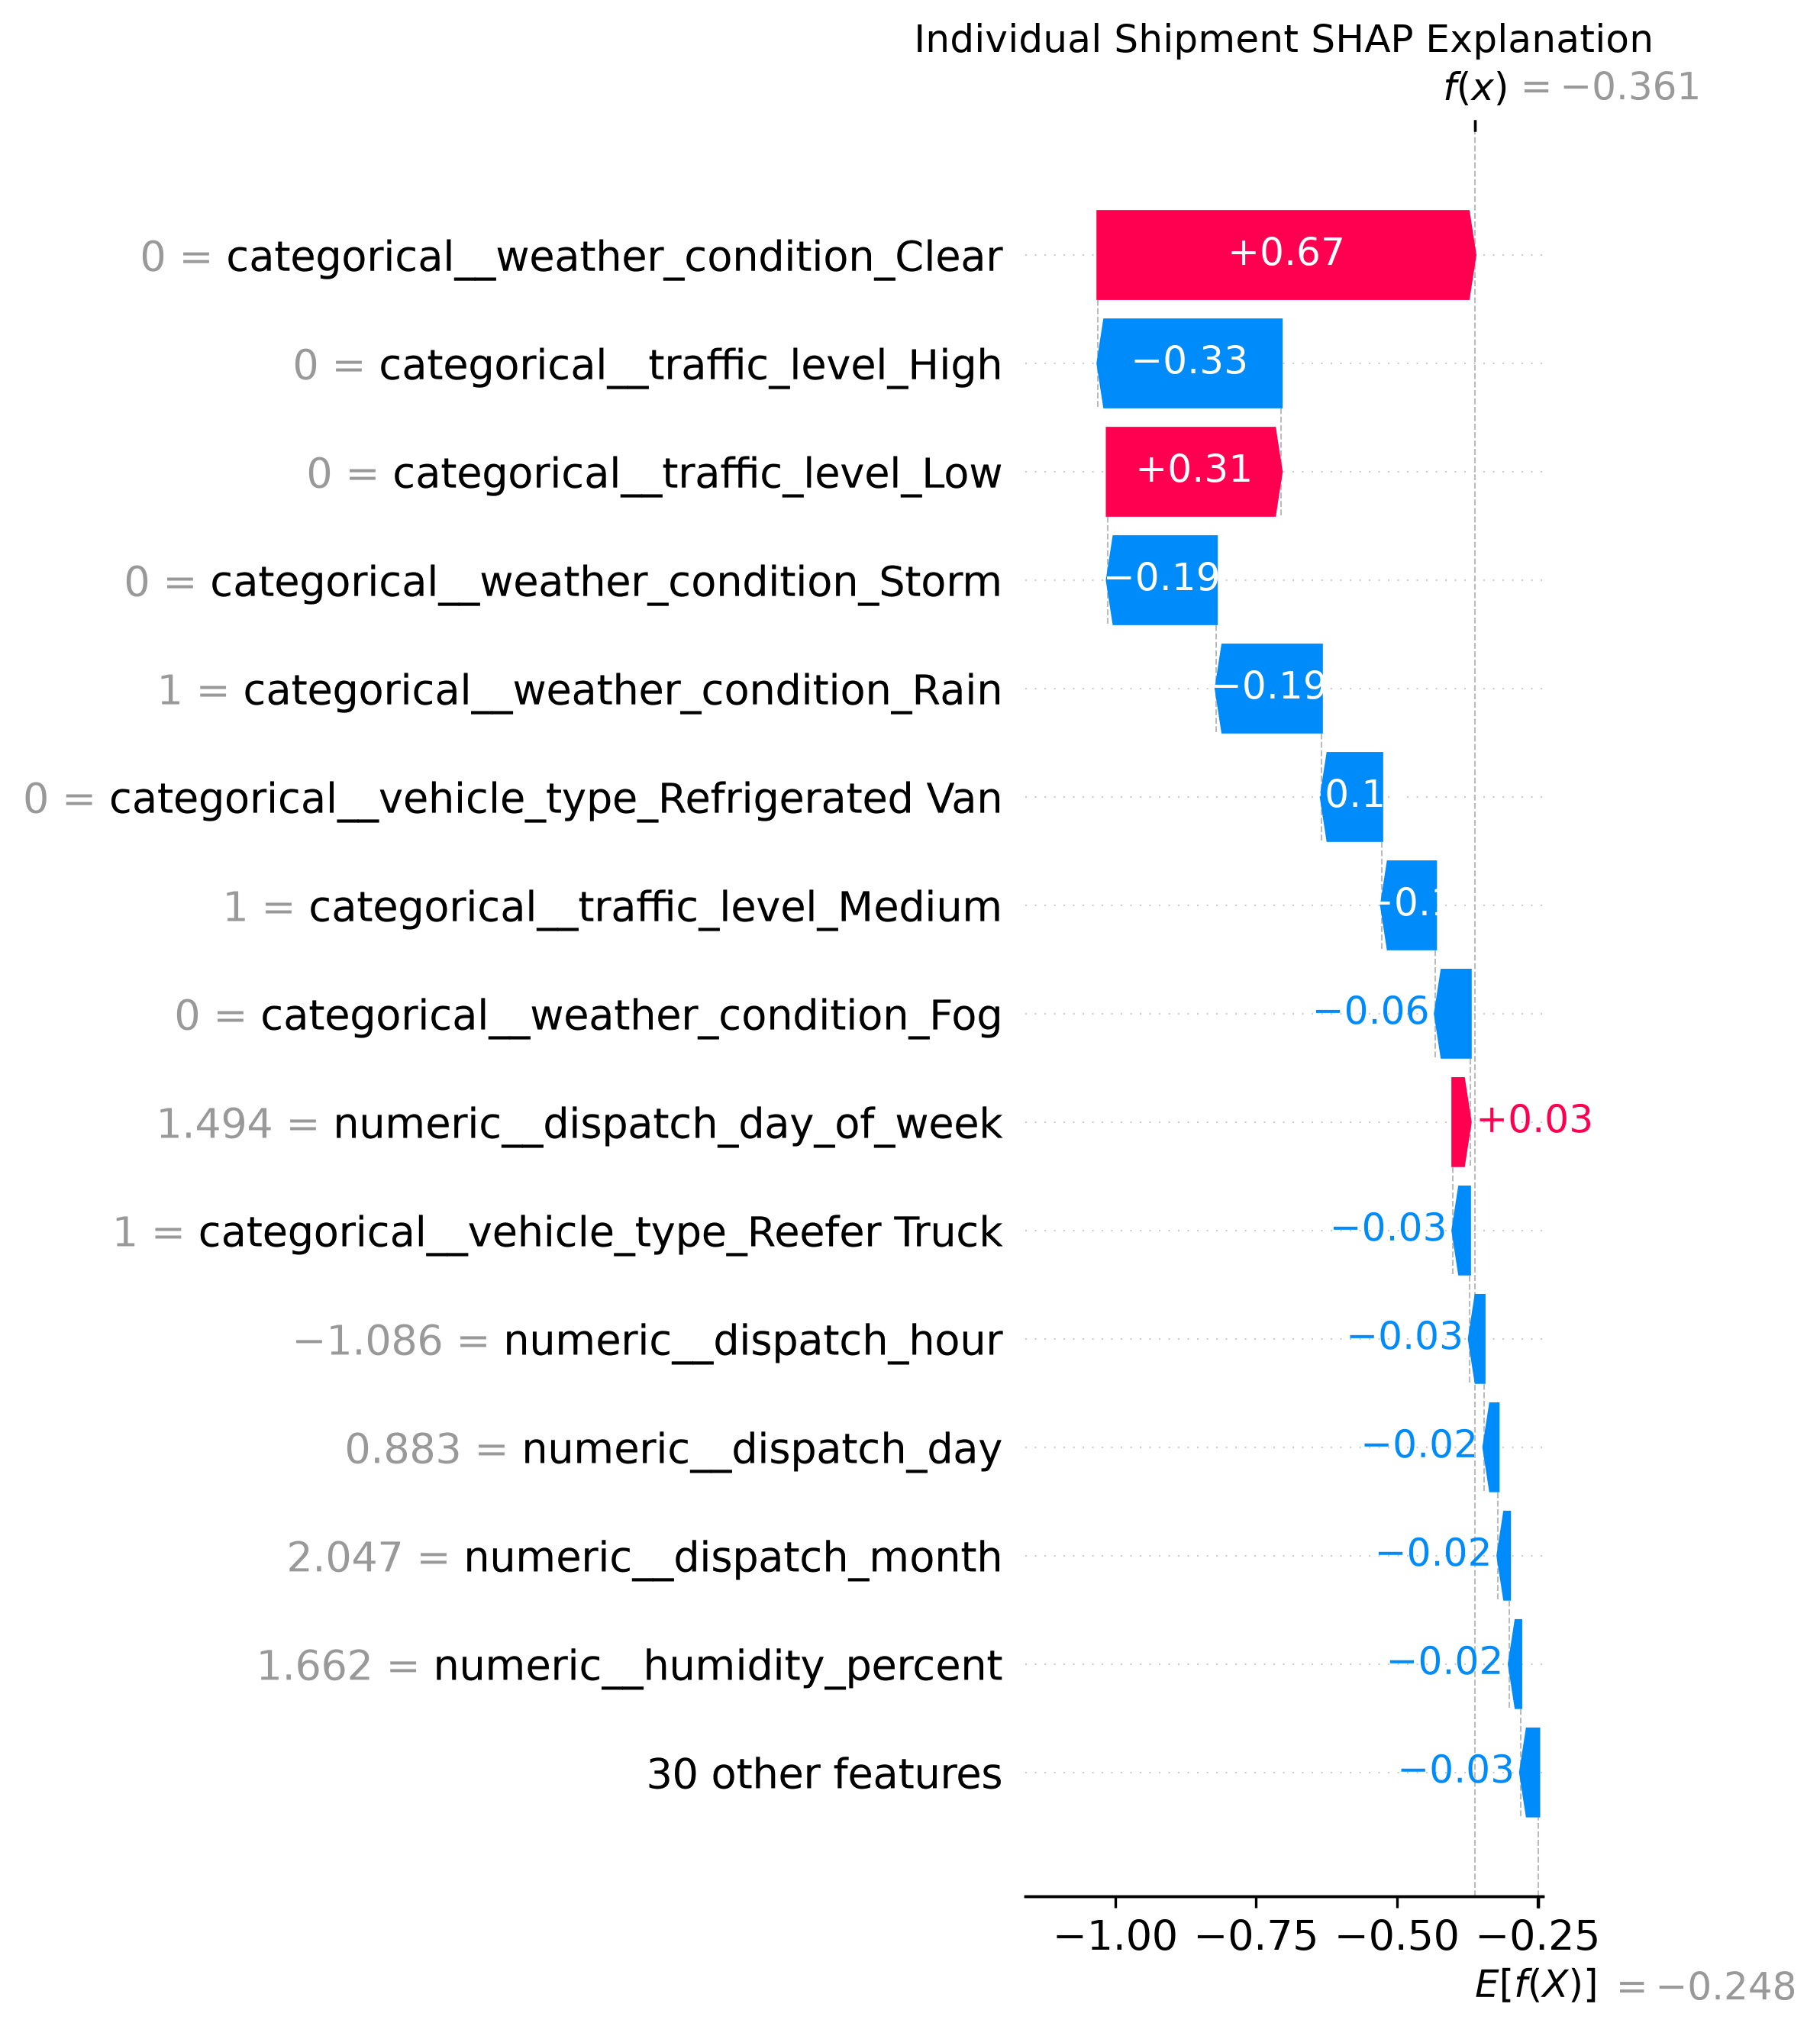 Individual Shipment SHAP Explanation
f(x) = −0.361
0 = categorical__weather_condition_Clear +0.67
0 = categorical__traffic_level_High −0.33
0 = categorical__traffic_level_Low +0.31
0 = categorical__weather_condition_Storm −0.19
1 = categorical__weather_condition_Rain −0.19
0 = categorical__vehicle_type_Refrigerated Van 0.1
1 = categorical__traffic_level_Medium −0.
0 = categorical__weather_condition_Fog −0.06
1.494 = numeric__dispatch_day_of_week +0.03
1 = categorical__vehicle_type_Reefer Truck −0.03
−1.086 = numeric__dispatch_hour −0.03
0.883 = numeric__dispatch_day −0.02
2.047 = numeric__dispatch_month −0.02
1.662 = numeric__humidity_percent −0.02
30 other features −0.03
−1.00 −0.75 −0.50 −0.25
E[f(X)] = −0.248